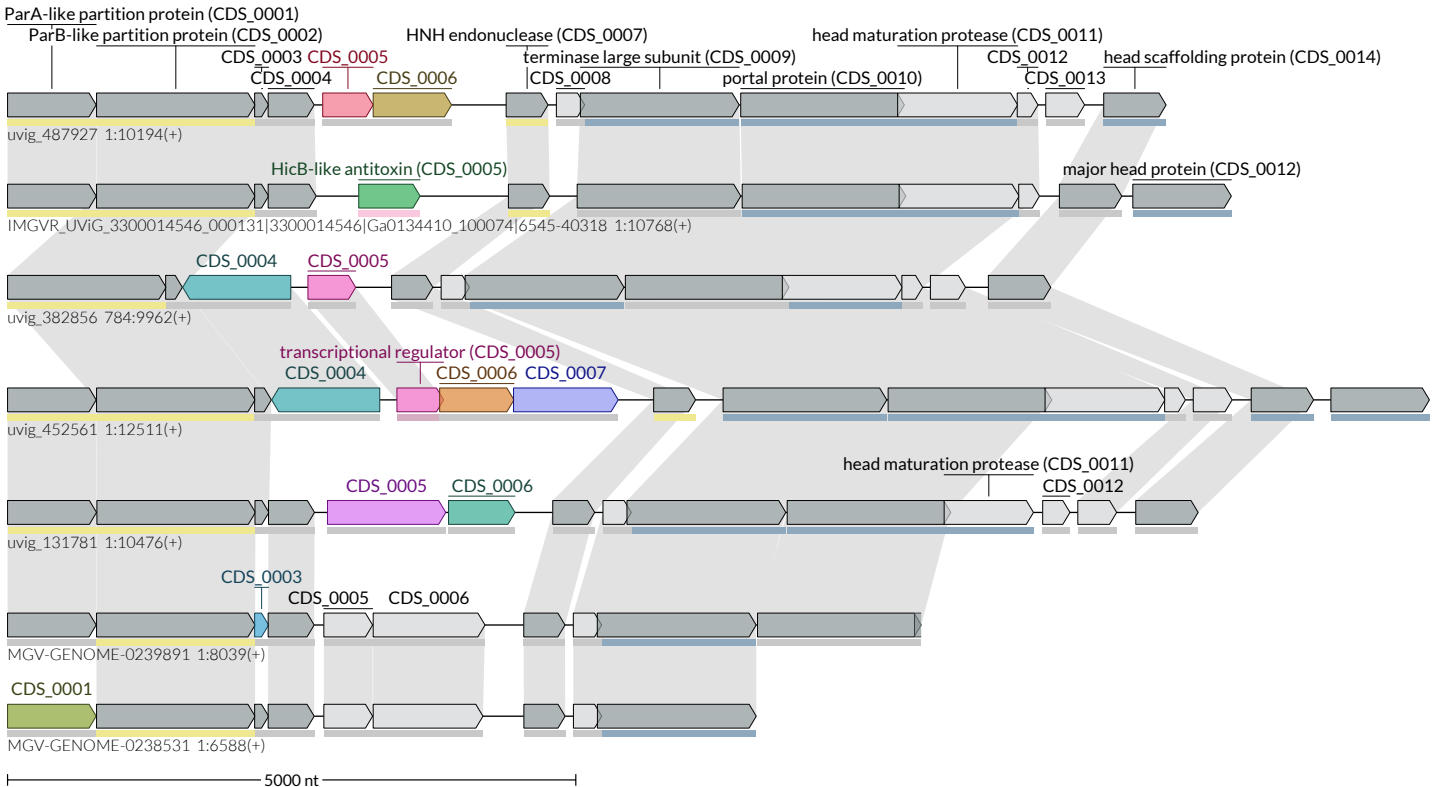 ParA-like partition protein (CDS_0001)
ParB-like partition protein (CDS_0002) HNH endonuclease (CDS_0007) head maturation protease (CDS_0011)
CDS_0003 CDS_0005 terminase large subunit (CDS_0009) CDS_0012 head scaffolding protein (CDS_0014)
CDS_0004 CDS_0006 CDS_0008 portal protein (CDS_0010) CDS_0013
uvig_487927 1:10194(+)
HicB-like antitoxin (CDS_0005) major head protein (CDS_0012)
IMGVR_UViG_3300014546_000131|3300014546|Ga0134410_100074|6545-40318 1:10768(+)
CDS_0004 CDS_0005
uvig_382856 784:9962(+)
transcriptional regulator (CDS_0005)
CDS_0004 CDS_0006 CDS_0007
uvig_452561 1:12511(+)
head maturation protease (CDS_0011)
CDS_0005 CDS_0006 CDS_0012
uvig_131781 1:10476(+)
CDS_0003
CDS_0005 CDS_0006
MGV-GENOME-0239891 1:8039(+)
CDS_0001
MGV-GENOME-0238531 1:6588(+)
5000 nt